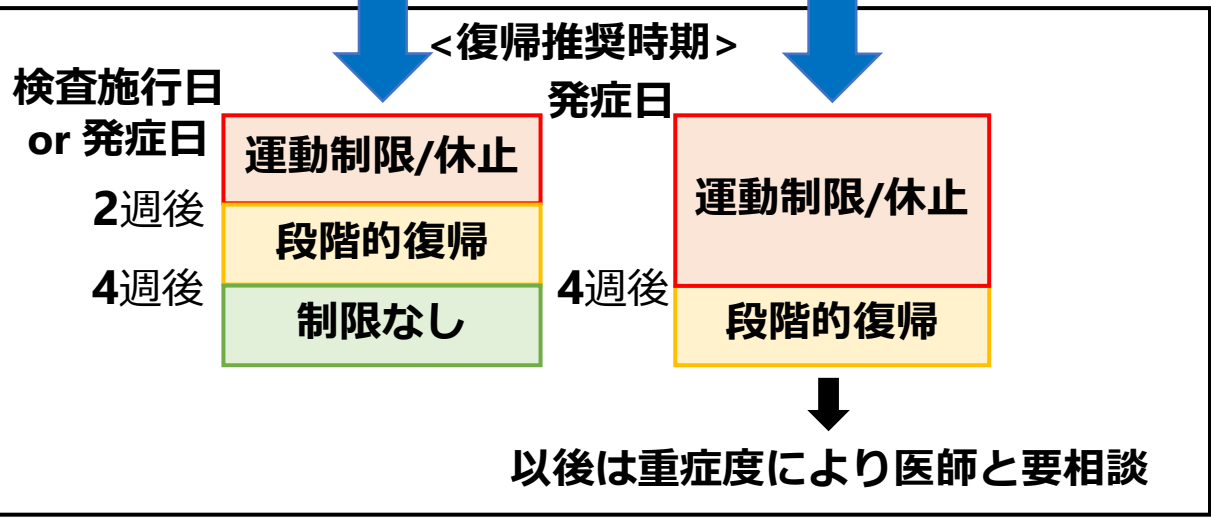 <復帰推奨時期>
検査施行日
or 発症日
運動制限/休止
2週後
段階的復帰
4週後
制限なし
発症日
運動制限/休止
4週後
段階的復帰
以後は重症度により医師と要相談